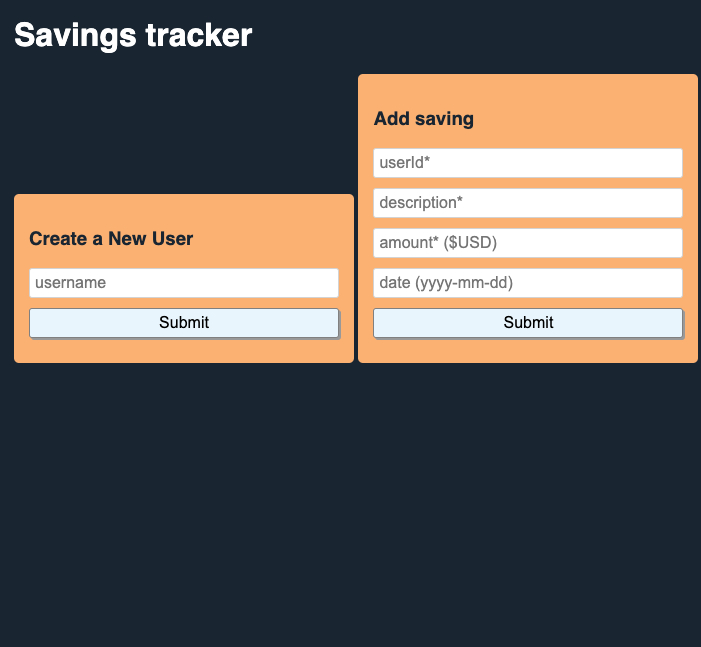 Savings tracker
Create a New User
username
Submit
Add saving
userId*
description*
amount* ($USD)
date (yyyy-mm-dd)
Submit